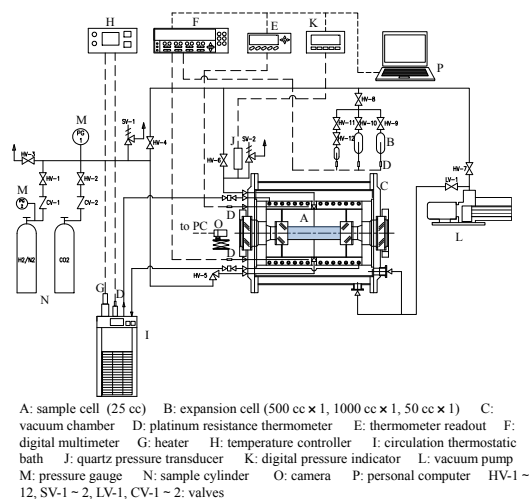 H
F
E
K
P
M
PG
1
SV-1
HV-3
HV-4
HV-1
HV-2
M
CV-1
CV-2
H2/N2
CO2
N
J
SV-2
HV-6
HV-8
HV-11
HV-10
HV-9
HV-12
B
D
C
HV-7
LV-1
L
A
D
to PC
O
D
HV-5
G
D
I
A: sample cell (25 cc) B: expansion cell (500 cc × 1, 1000 cc × 1, 50 cc × 1) C:
vacuum chamber D: platinum resistance thermometer E: thermometer readout F:
digital multimeter G: heater H: temperature controller I: circulation thermostatic
bath J: quartz pressure transducer K: digital pressure indicator L: vacuum pump
M: pressure gauge N: sample cylinder O: camera P: personal computer HV-1 ~
12, SV-1 ~ 2, LV-1, CV-1 ~ 2: valves